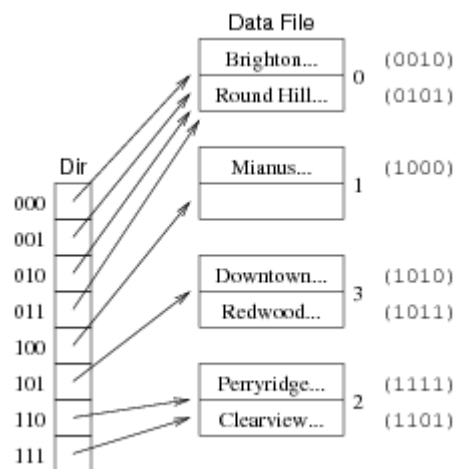 Data File
Brighton... 0 (0010)
Round Hill... (0101)
Mianus... 1 (1000)
Dir
000
001
010
011
100
101
110
111
Downtown... 3 (1010)
Redwood... (1011)
Perryridge... 2 (1111)
Clearview... (1101)